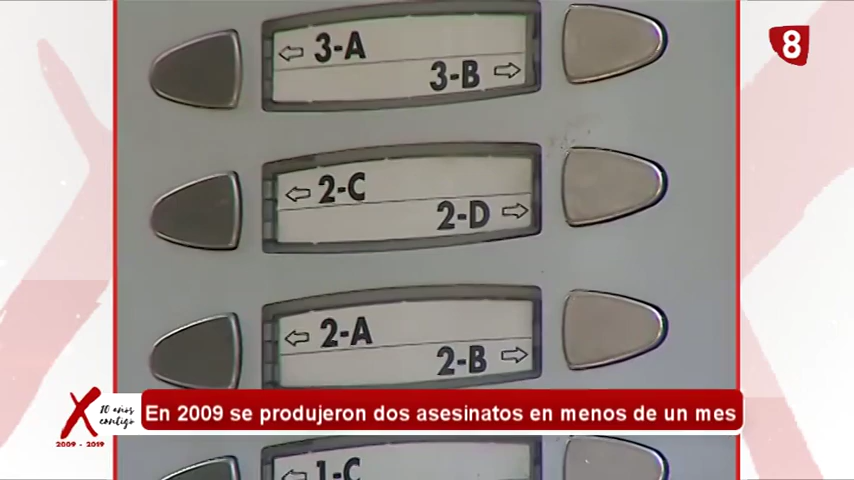 3-A
3-B
8
2-C
2-D
2-A
2-B
10 años
contigo
2009 - 2019
En 2009 se produjeron dos asesinatos en menos de un mes
1-C